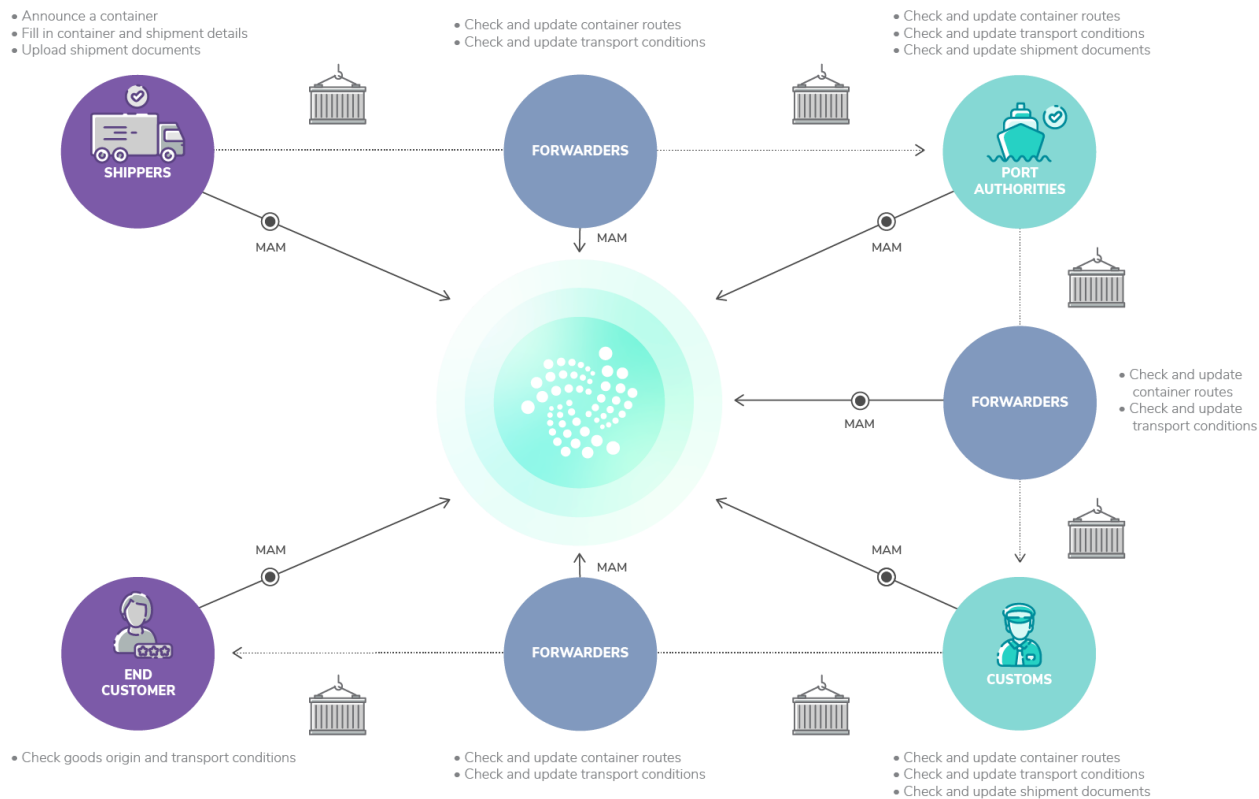 • Announce a container
• Fill in container and shipment details
• Upload shipment documents
• Check and update container routes
• Check and update transport conditions
• Check and update container routes
• Check and update transport conditions
• Check and update shipment documents
SHIPPERS
FORWARDERS
PORT
AUTHORITIES
MAM
MAM
MAM
FORWARDERS
• Check and update
container routes
• Check and update
transport conditions
MAM
MAM
MAM
MAM
END
CUSTOMER
FORWARDERS
CUSTOMS
• Check goods origin and transport conditions
• Check and update container routes
• Check and update transport conditions
• Check and update container routes
• Check and update transport conditions
• Check and update shipment documents